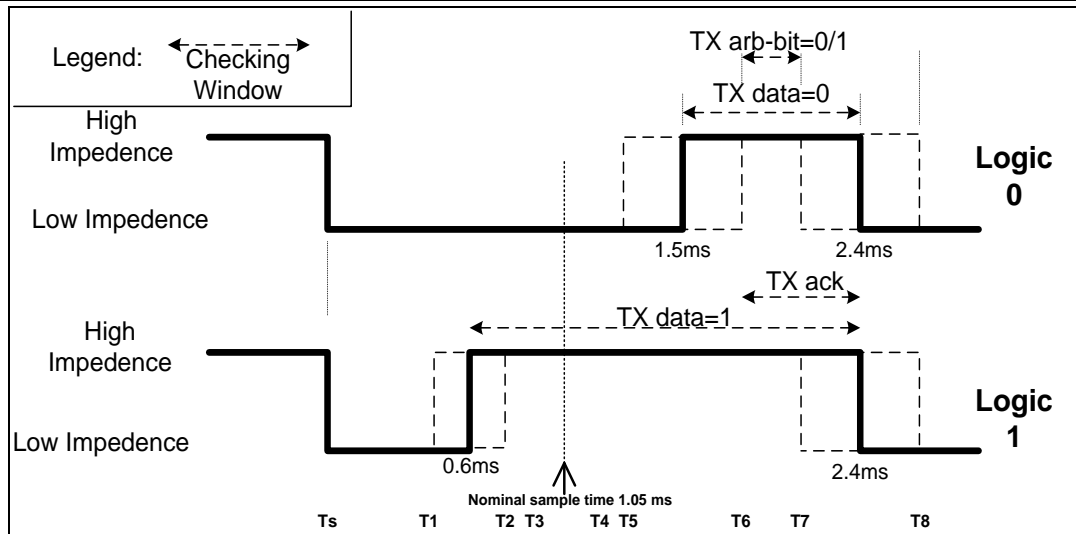 Legend:
Checking
Window
TX arb-bit=0/1
TX data=0
High
Impedence
Low Impedence
Logic
0
1.5ms
2.4ms
TX ack
TX data=1
High
Impedence
Low Impedence
Logic
1
0.6ms
2.4ms
Nominal sample time 1.05 ms
Ts T1 T2 T3 T4 T5 T6 T7 T8